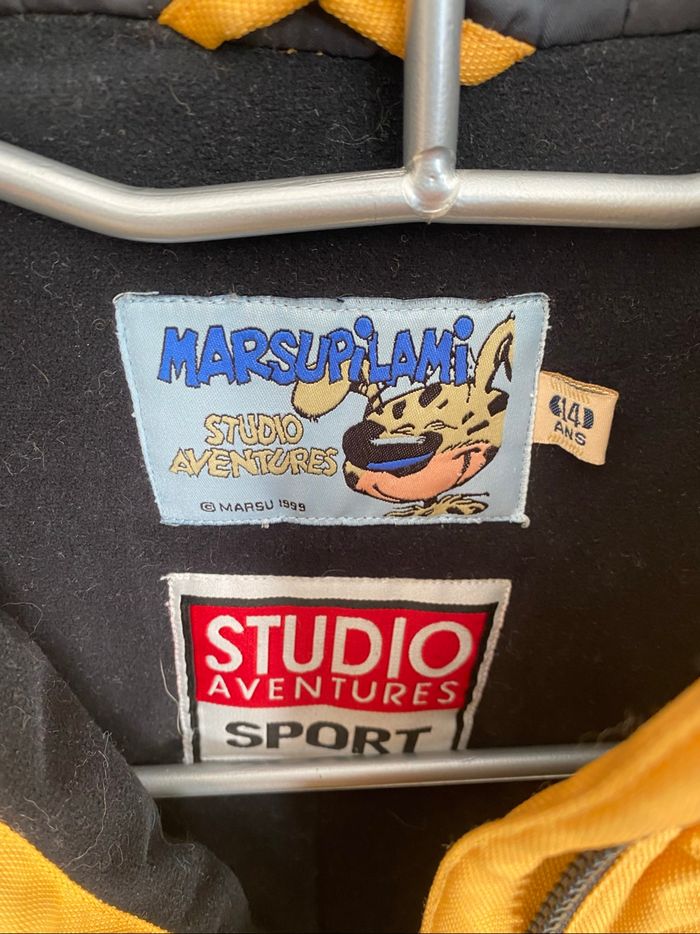 MARSUPiLAMi
STUDIO
AVENTURES
© MARSU 1999
14
ANS
STUDIO
AVENTURES
SPORT